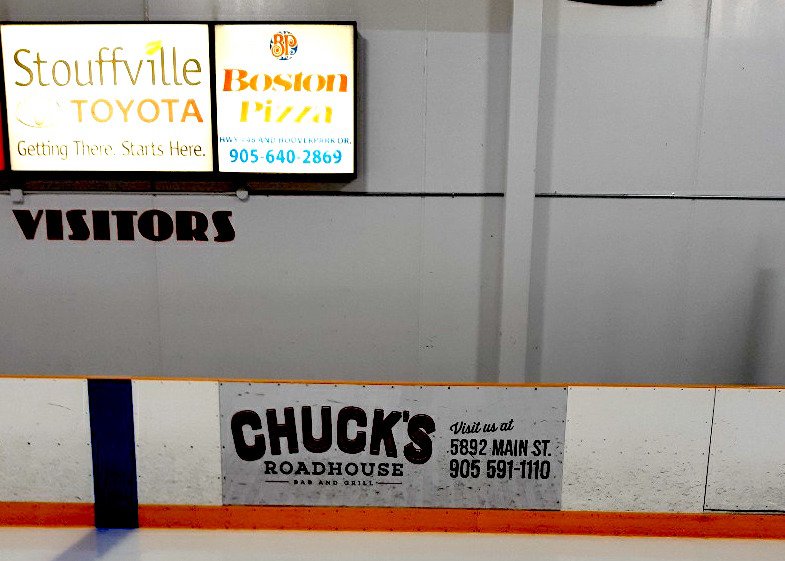 Stouffville
TOYOTA
Getting There. Starts Here.
BP
Boston
Pizza
905-640-2869
VISITORS
CHUCK'S
ROADHOUSE
BAR AND GRILL
Visit us at
5892 MAIN ST.
905 591-1110